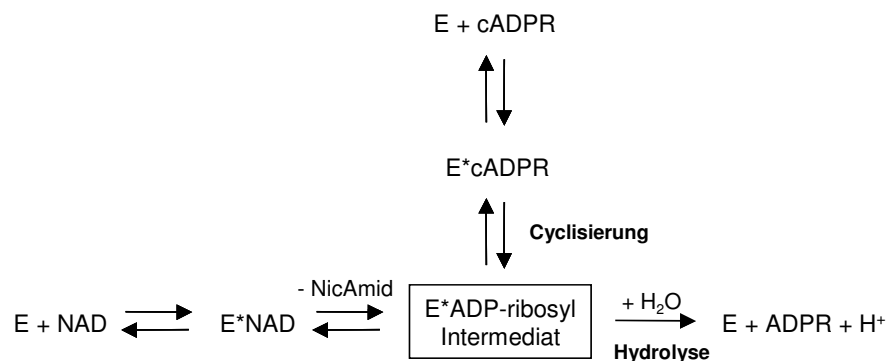 E + cADPR
E*cADPR
Cyclisierung
- NicAmid
E + NAD
E*NAD
E*ADP-ribosyl
Intermediat
+ H₂O
Hydrolyse
E + ADPR + H⁺